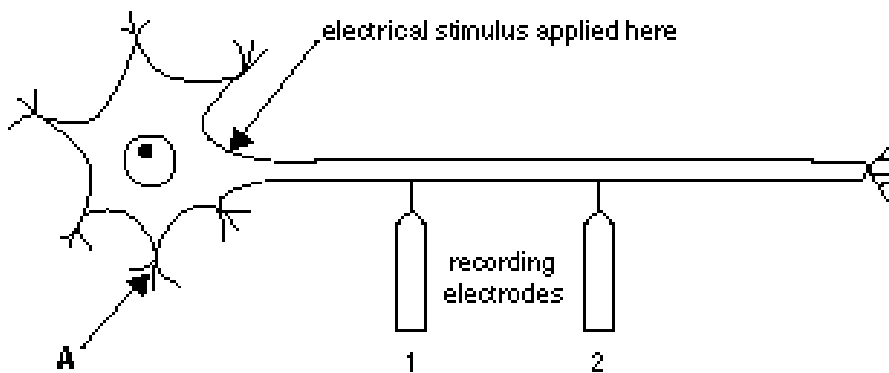 electrical stimulus applied here
recording
electrodes
A
1
2